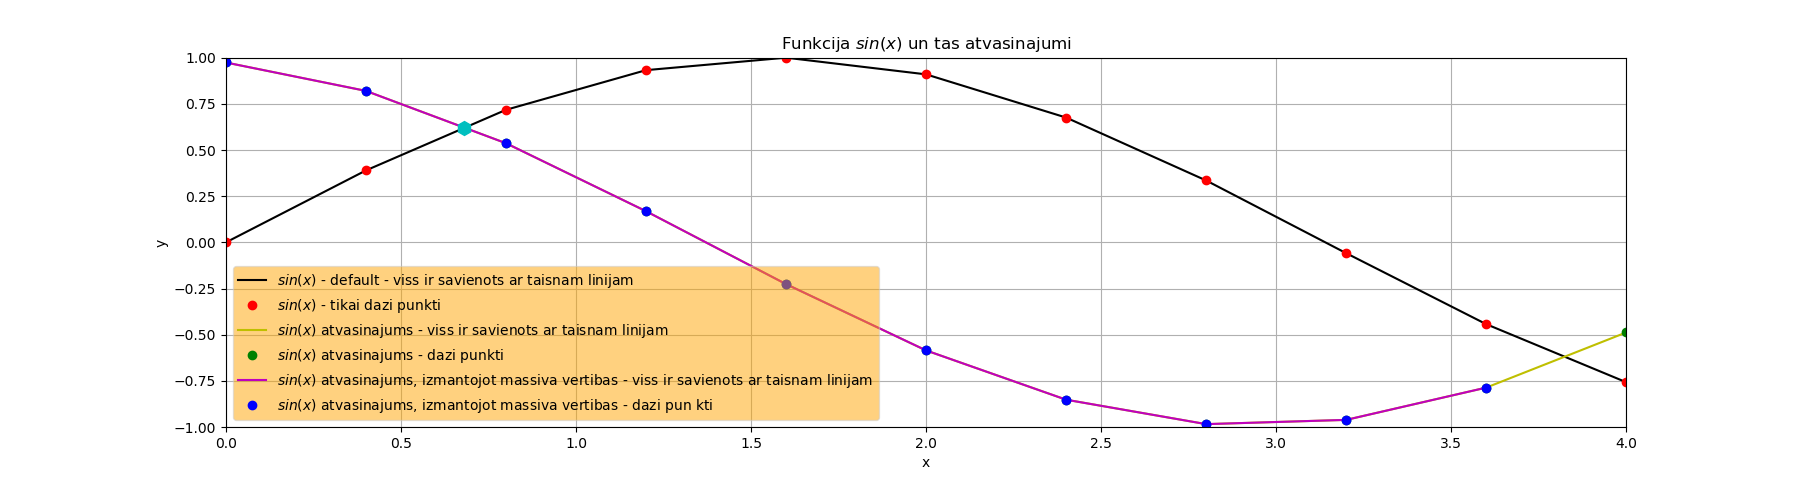 Funkcija sin(x) un tas atvasinajumi
1.00
0.75
0.50
0.25
0.00
−0.25
−0.50
−0.75
−1.00
y
sin(x) - default - viss ir savienots ar taisnam linijam
sin(x) - tikai dazi punkti
sin(x) atvasinajums - viss ir savienots ar taisnam linijam
sin(x) atvasinajums - dazi punkti
sin(x) atvasinajums, izmantojot massiva vertibas - viss ir savienots ar taisnam linijam
sin(x) atvasinajums, izmantojot massiva vertibas - dazi pun kti
0.0 0.5 1.0 1.5 2.0 2.5 3.0 3.5 4.0
x